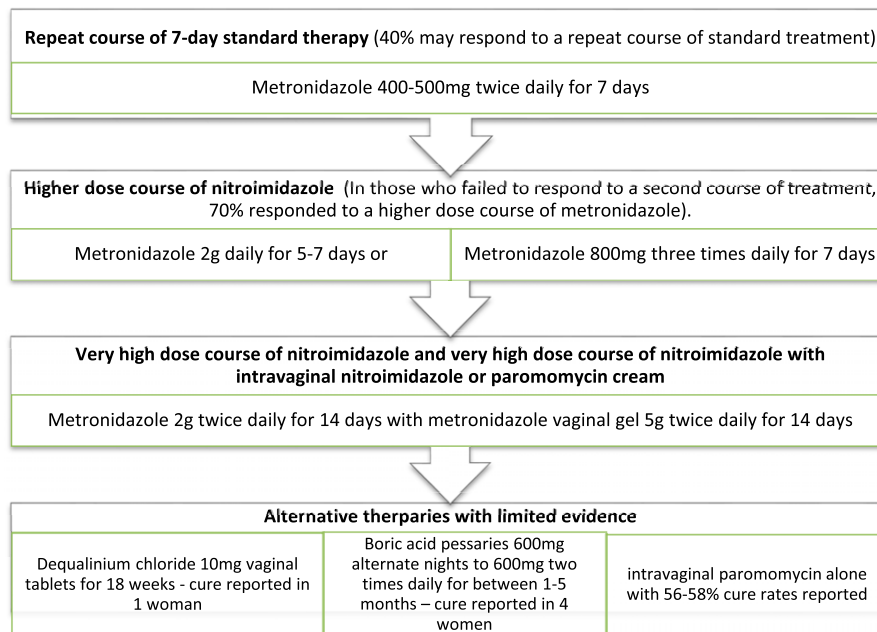 Repeat course of 7-day standard therapy (40% may respond to a repeat course of standard treatment)
Metronidazole 400-500mg twice daily for 7 days
Higher dose course of nitroimidazole (In those who failed to respond to a second course of treatment,
70% responded to a higher dose course of metronidazole).
Metronidazole 2g daily for 5-7 days or
Metronidazole 800mg three times daily for 7 days
Very high dose course of nitroimidazole and very high dose course of nitroimidazole with
intravaginal nitroimidazole or paromomycin cream
Metronidazole 2g twice daily for 14 days with metronidazole vaginal gel 5g twice daily for 14 days
Alternative therparies with limited evidence
Dequalinium chloride 10mg vaginal
tablets for 18 weeks - cure reported in
1 woman
Boric acid pessaries 600mg
alternate nights to 600mg two
times daily for between 1-5
months – cure reported in 4
women
intravaginal paromomycin alone
with 56-58% cure rates reported